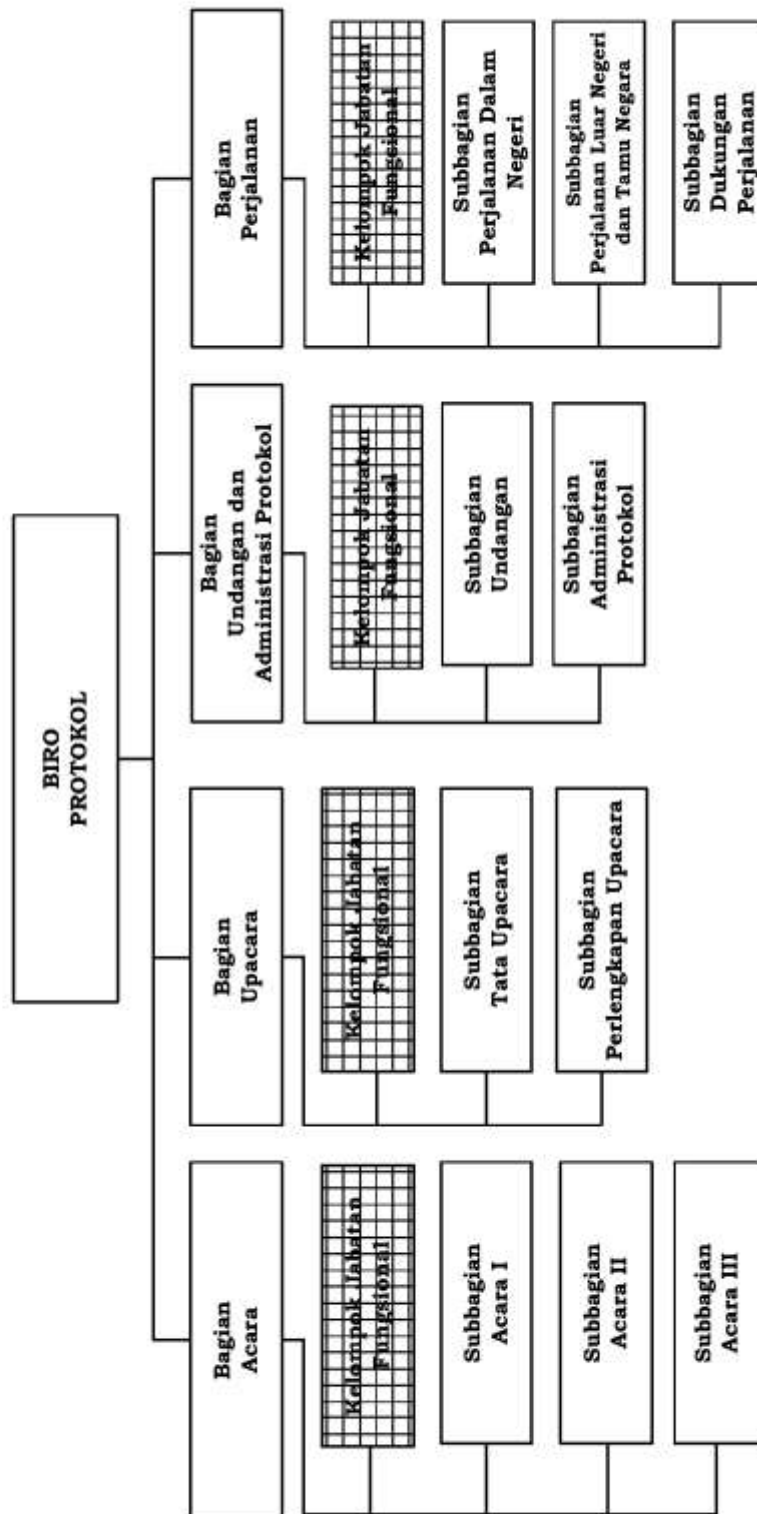 BIRO
PROTOKOL
Bagian
Acara
Kelompok Jabatan
Fungsional
Subbagian
Acara I
Subbagian
Acara II
Subbagian
Acara III
Bagian
Upacara
Kelompok Jabatan
Fungsional
Subbagian
Tata Upacara
Subbagian
Perlengkapan Upacara
Bagian
Undangan dan
Administrasi Protokol
Kelompok Jabatan
Fungsional
Subbagian
Undangan
Subbagian
Administrasi
Protokol
Bagian
Perjalanan
Kelompok Jabatan
Fungsional
Subbagian
Perjalanan Dalam
Negeri
Subbagian
Perjalanan Luar Negeri
dan Tamu Negara
Subbagian
Dukungan
Perjalanan